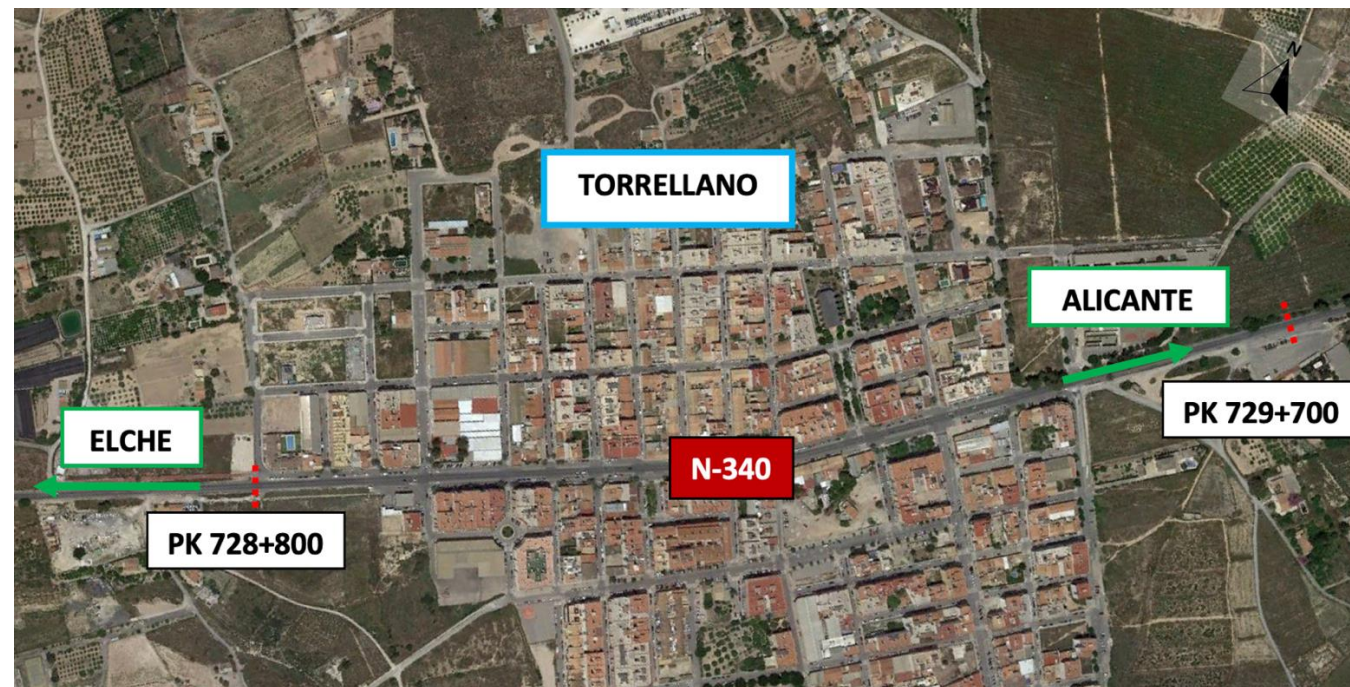 N
TORRELLANO
ALICANTE
PK 729+700
ELCHE
N-340
PK 728+800